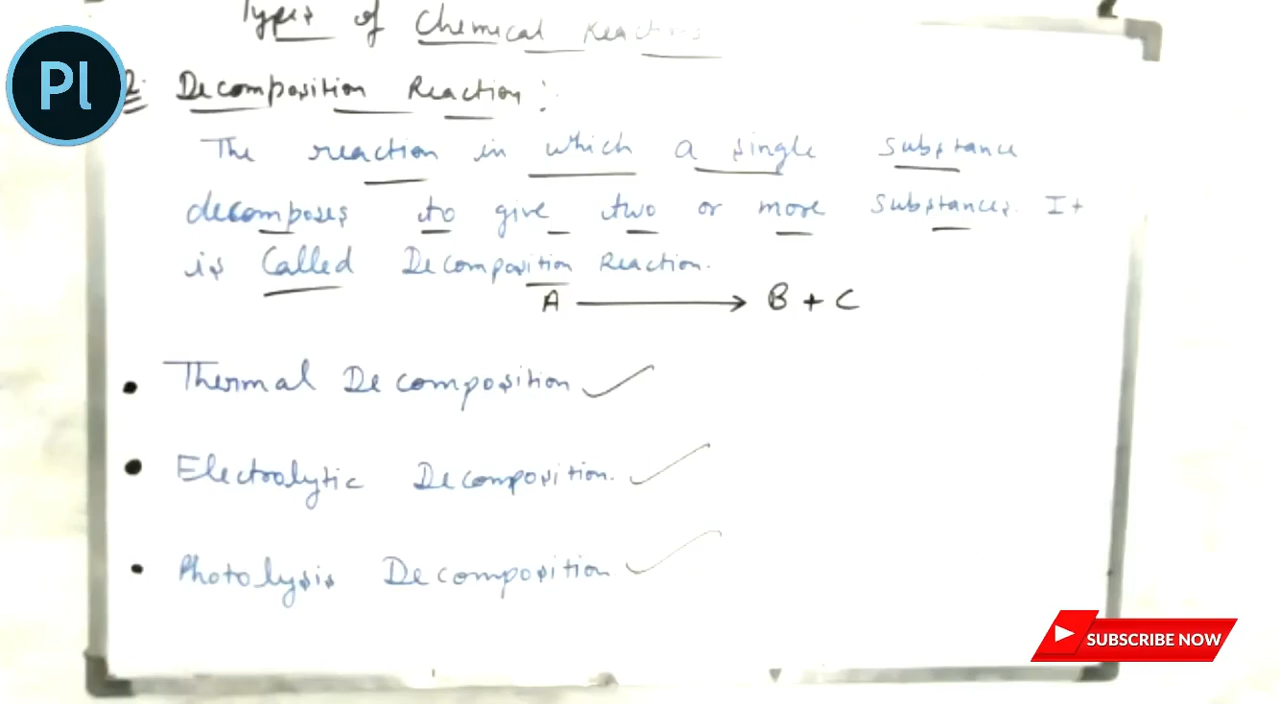 Types of Chemical Reactions
Pl
2. Decomposition Reaction:
The reaction in which a single substance
decomposes to give two or more substances. It
is Called Decomposition Reaction.
A ⟶ B + C
• Thermal Decomposition ✓
• Electrolytic Decomposition. ✓
• Photolysis Decomposition ✓
SUBSCRIBE NOW